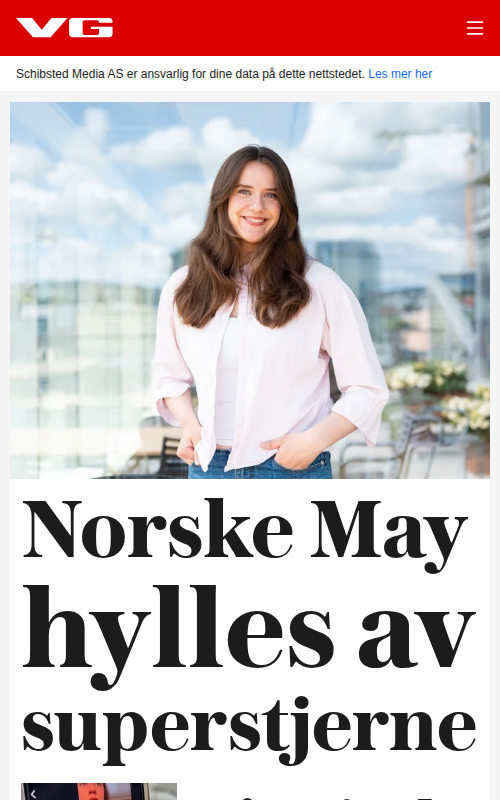 VG
Schibsted Media AS er ansvarlig for dine data på dette nettstedet. Les mer her
Norske May
hylles av
superstjerne